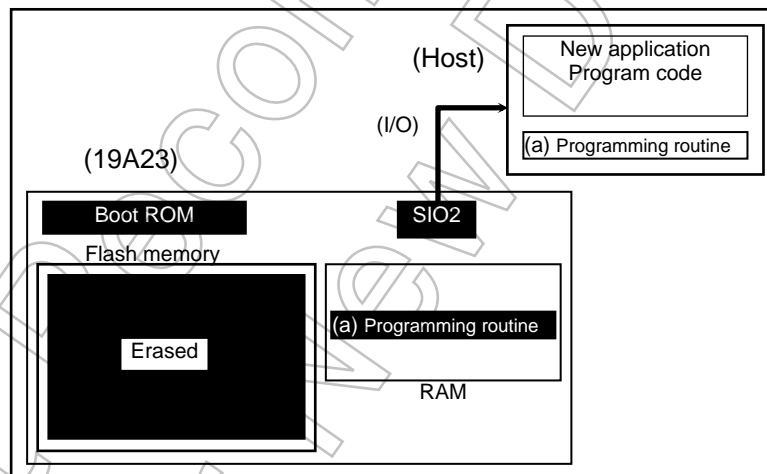 New application
Program code
(Host)
(I/O)
(a) Programming routine
(19A23)
Boot ROM
SIO2
Flash memory
Erased
(a) Programming routine
RAM